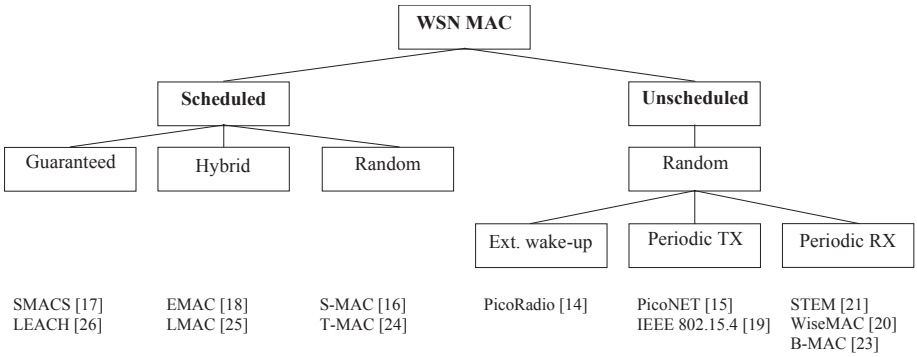 WSN MAC
Scheduled
Unscheduled
Guaranteed
Hybrid
Random
Random
Ext. wake-up
Periodic TX
Periodic RX
SMACS [17]
LEACH [26]
EMAC [18]
LMAC [25]
S-MAC [16]
T-MAC [24]
PicoRadio [14]
PicoNET [15]
IEEE 802.15.4 [19]
STEM [21]
WiseMAC [20]
B-MAC [23]